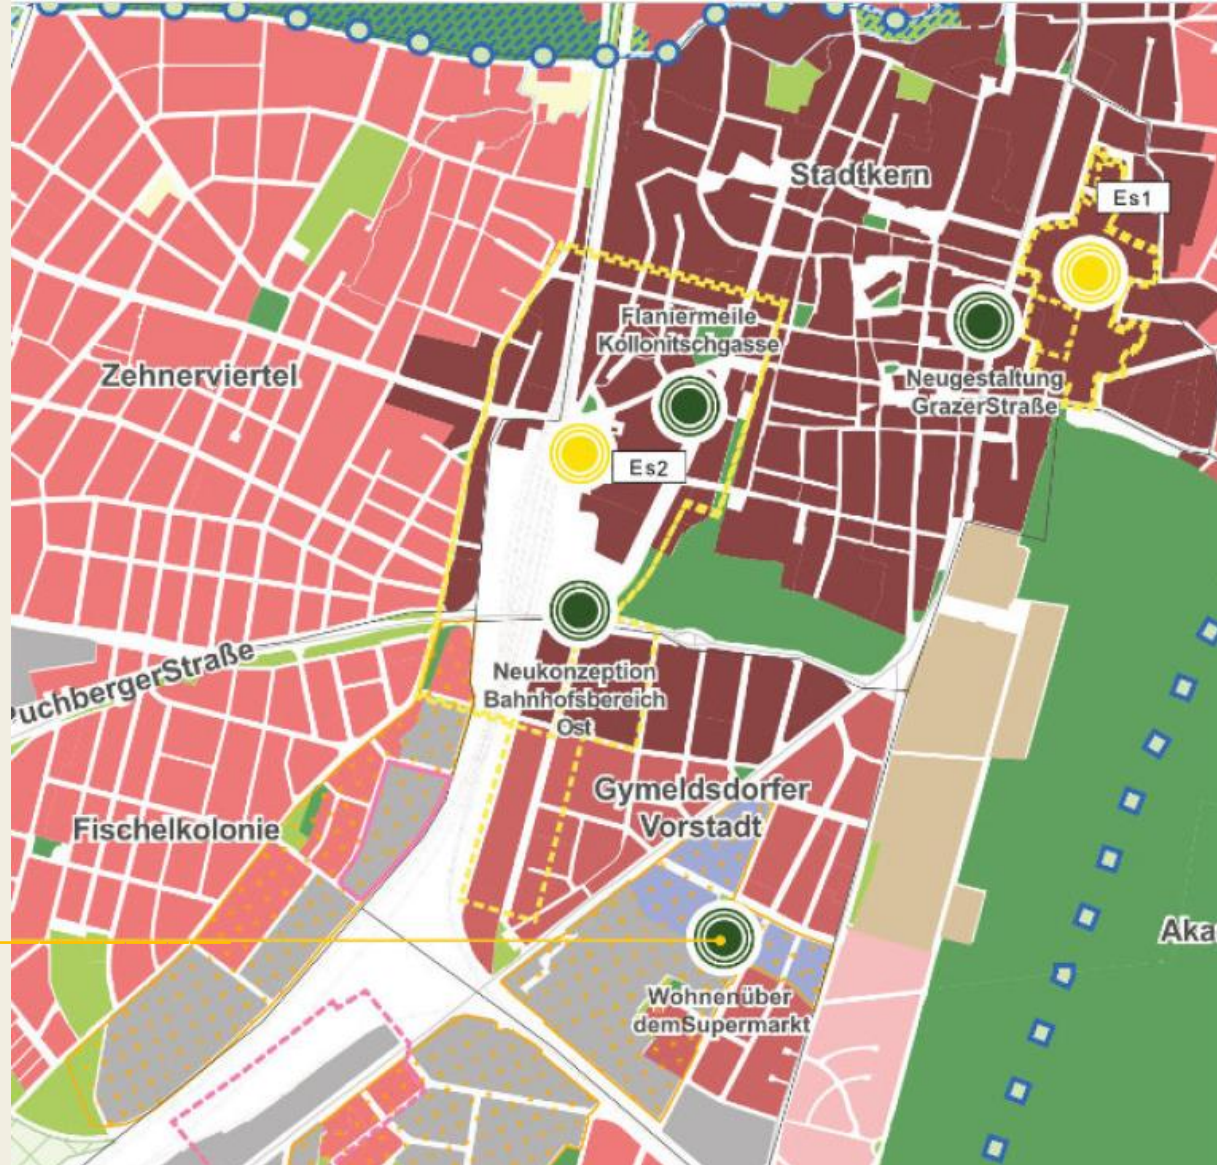 Stadtkern
Es1
Flaniermeile
Kollonitschgasse
Zehnerviertel
Neugestaltung
GrazerStraße
Es2
PuchbergerStraße
Neukonzeption
Bahnhofsbereich
Ost
Gymeldsdorfer
Vorstadt
Fischelkolonie
Aka
Wohnenüber
demSupermarkt